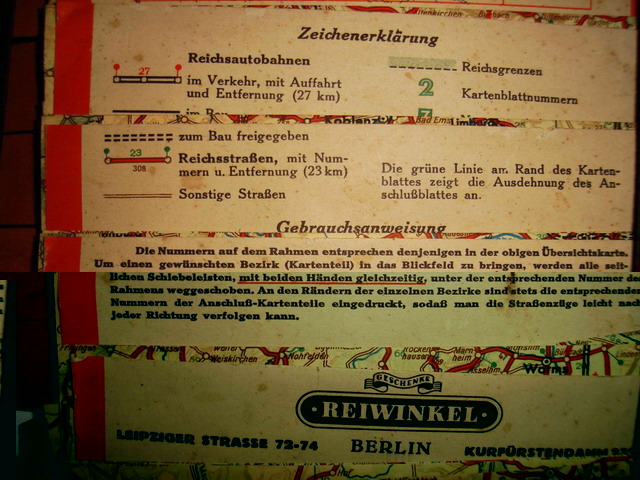 Zeichenerklärung
Reichsautobahnen
27
im Verkehr, mit Auffahrt
und Entfernung (27 km)
Reichsgrenzen
2
Kartenblattnummern
Koblenz
Bad Ems
Limburg
zum Bau freigegeben
23
308
Reichsstraßen, mit Num-
mern u. Entfernung (23 km)
Sonstige Straßen
Die grüne Linie am Rand des Karten-
blattes zeigt die Ausdehnung des An-
schlußblattes an.
Gebrauchsanweisung
Die Nummern auf dem Rahmen entsprechen denjenigen in der obigen Übersichtskarte.
Um einen gewünschten Bezirk (Kartenteil) in das Blickfeld zu bringen, werden alle seit-
lichen Schiebeleisten, mit beiden Händen gleichzeitig, unter der entsprechenden Nummer des
Rahmens weggeschoben. An den Rändern der einzelnen Bezirke sind stets die entsprechenden
Nummern der Anschluß-Kartenteile eingedruckt, sodaß man die Straßenzüge leicht nach
jeder Richtung verfolgen kann.
Weiskirchen
Nohfelden
Worms
GESCHENKE
REIWINKEL
LEIPZIGER STRASSE 72-74
BERLIN
KURFÜRSTENDAMM